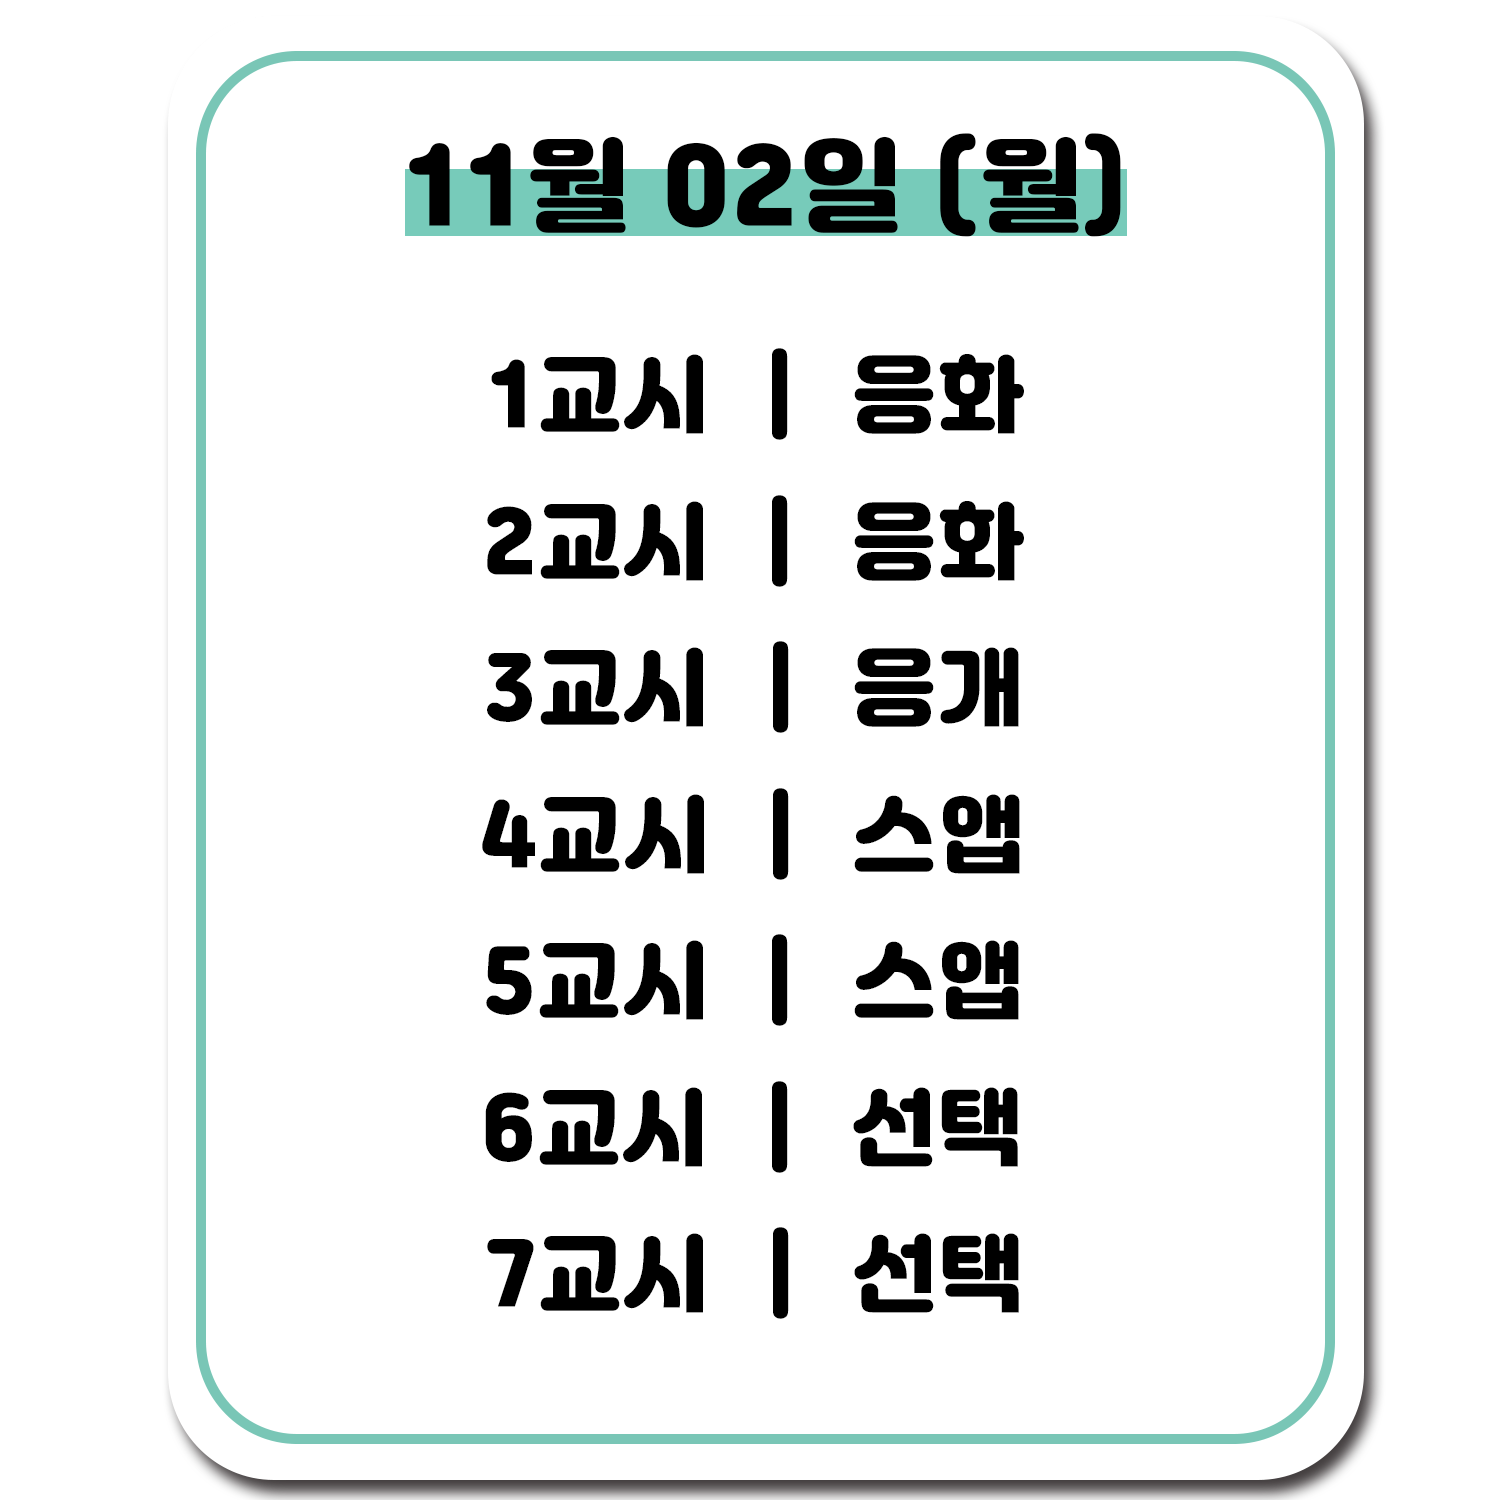 11월 02일 (월)
1교시 | 응화
2교시 | 응화
3교시 | 응개
4교시 | 스앱
5교시 | 스앱
6교시 | 선택
7교시 | 선택